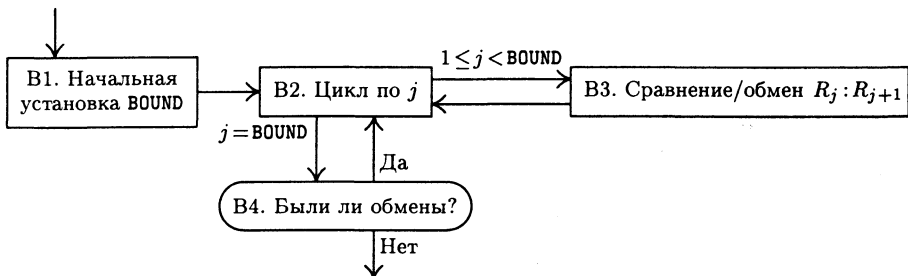 B1. Начальная
установка BOUND
B2. Цикл по j
1 ≤ j < BOUND
B3. Сравнение/обмен R_j : R_{j+1}
j = BOUND
Да
B4. Были ли обмены?
Нет